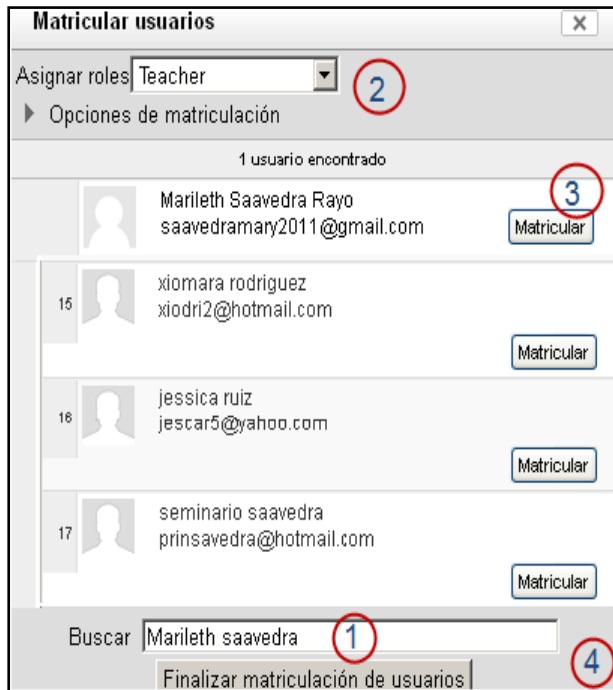 Matricular usuarios
Asignar roles Teacher 2
Opciones de matriculación
1 usuario encontrado
3
Marileth Saavedra Rayo
saavedramary2011@gmail.com
Matricular
15
xiomara rodriguez
xiodri2@hotmail.com
Matricular
16
jessica ruiz
jescar5@yahoo.com
Matricular
17
seminario saavedra
prinsavedra@hotmail.com
Matricular
Buscar Marileth saavedra 1
Finalizar matriculación de usuarios 4